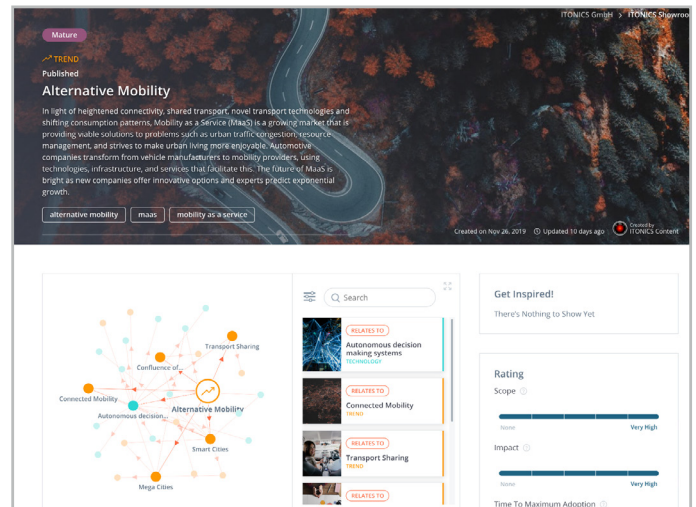 ITONICS GmbH > ITONICS Showroo
Mature
TREND
Published
Alternative Mobility
In light of heightened connectivity, shared transport, novel transport technologies and
shifting consumption patterns, Mobility as a Service (MaaS) is a growing market that is
providing viable solutions to problems such as urban traffic congestion, resource
management, and strives to make urban living more enjoyable. Automotive
companies transform from vehicle manufacturers to mobility providers, using
technologies, infrastructure, and services that facilitate this. The future of MaaS is
bright as new companies offer innovative options and experts predict exponential
growth.
alternative mobility
maas
mobility as a service
Created on Nov 26, 2019
Updated 10 days ago
Created by
ITONICS Content
Transport Sharing
Confluence of...
Connected Mobility
Autonomous decision...
Alternative Mobility
Smart Cities
Mega Cities
Search
RELATES TO
Autonomous decision
making systems
TECHNOLOGY
RELATES TO
Connected Mobility
TREND
RELATES TO
Transport Sharing
TREND
RELATES TO
Get Inspired!
There's Nothing to Show Yet
Rating
Scope
None
Very High
Impact
None
Very High
Time To Maximum Adoption